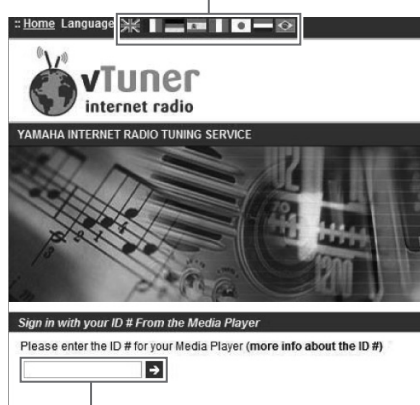 :: Home Language
vTuner
internet radio
YAMAHA INTERNET RADIO TUNING SERVICE
Sign in with your ID # From the Media Player
Please enter the ID # for your Media Player (more info about the ID #)